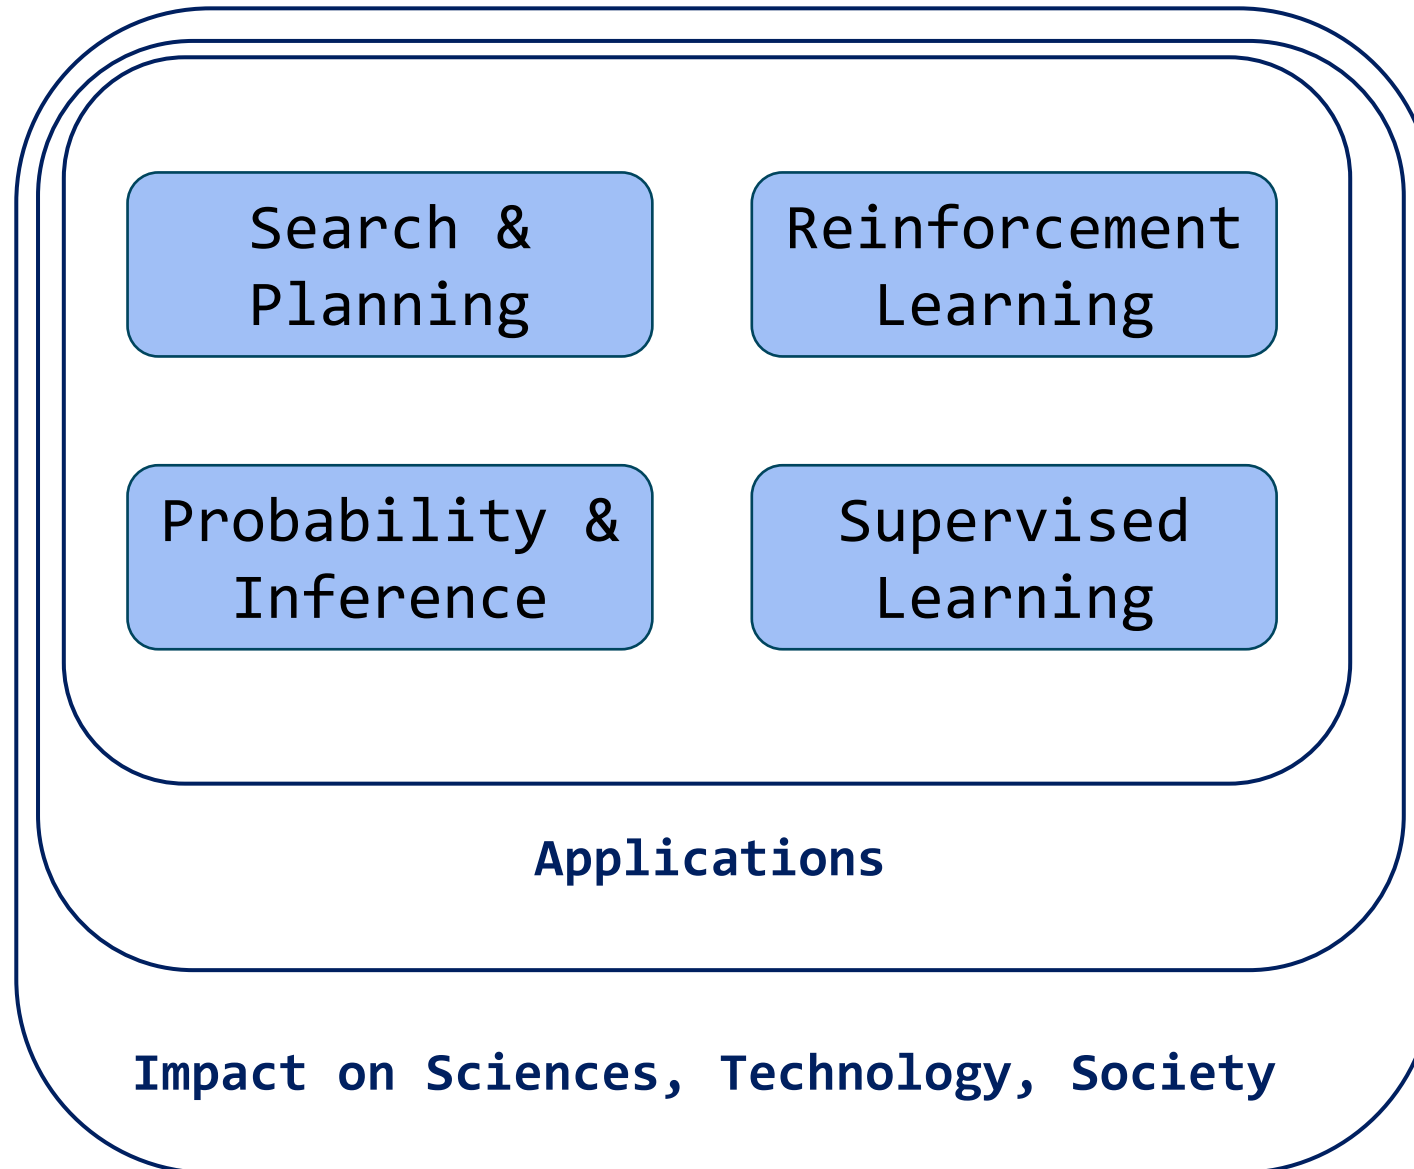 Search &
Planning
Reinforcement
Learning
Probability &
Inference
Supervised
Learning
Applications
Impact on Sciences, Technology, Society